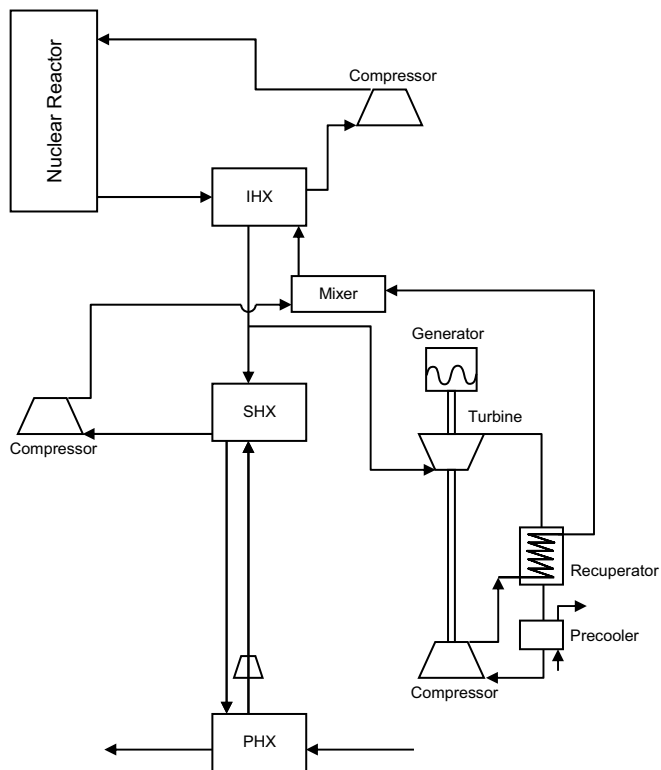 Nuclear Reactor
Compressor
IHX
Mixer
Generator
SHX
Turbine
Compressor
Recuperator
Precooler
Compressor
PHX